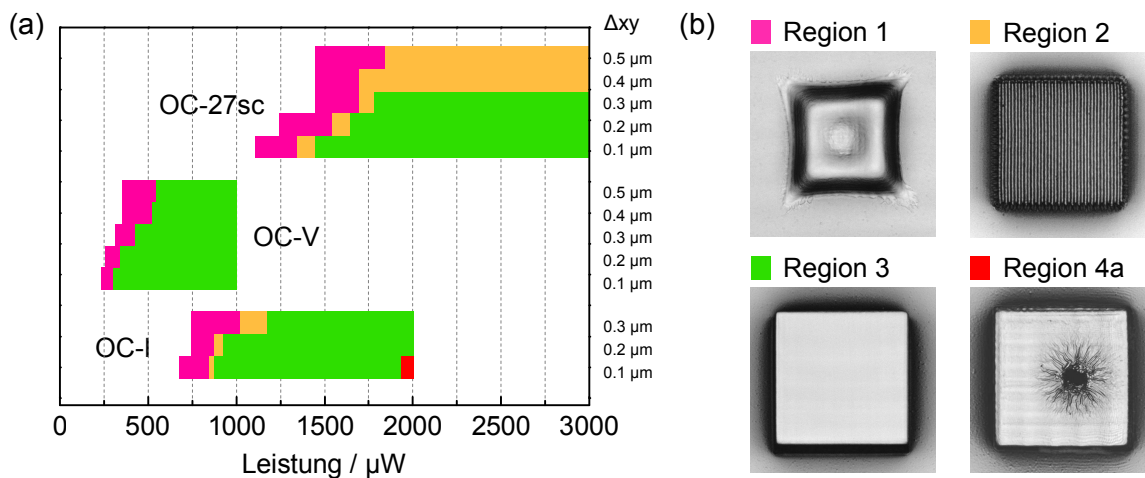 (a)
Δxy
0.5 µm
0.4 µm
OC-27sc
0.3 µm
0.2 µm
0.1 µm
0.5 µm
0.4 µm
OC-V
0.3 µm
0.2 µm
0.1 µm
0.3 µm
OC-I
0.2 µm
0.1 µm
0 500 1000 1500 2000 2500 3000
Leistung / µW
(b)
Region 1
Region 2
Region 3
Region 4a